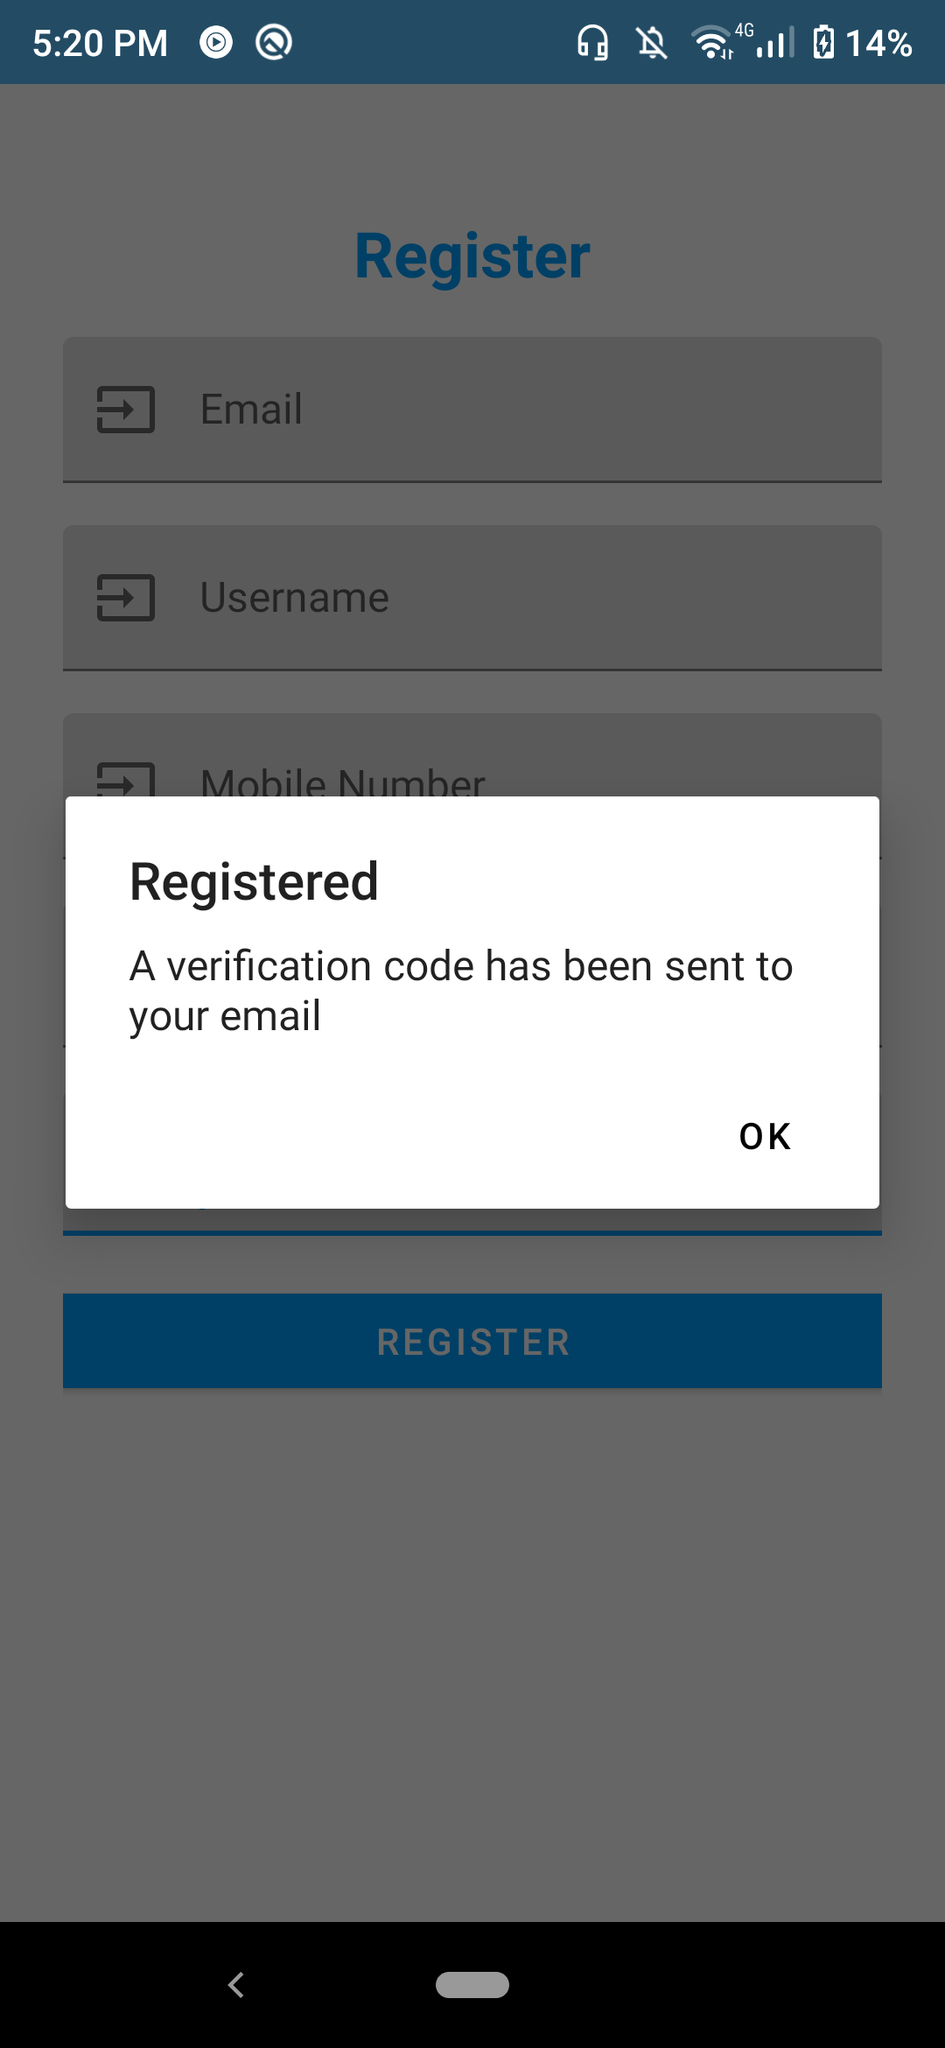 5:20 PM
4G
14%
Register
Email
Username
Mobile Number
Registered
A verification code has been sent to
your email
OK
REGISTER